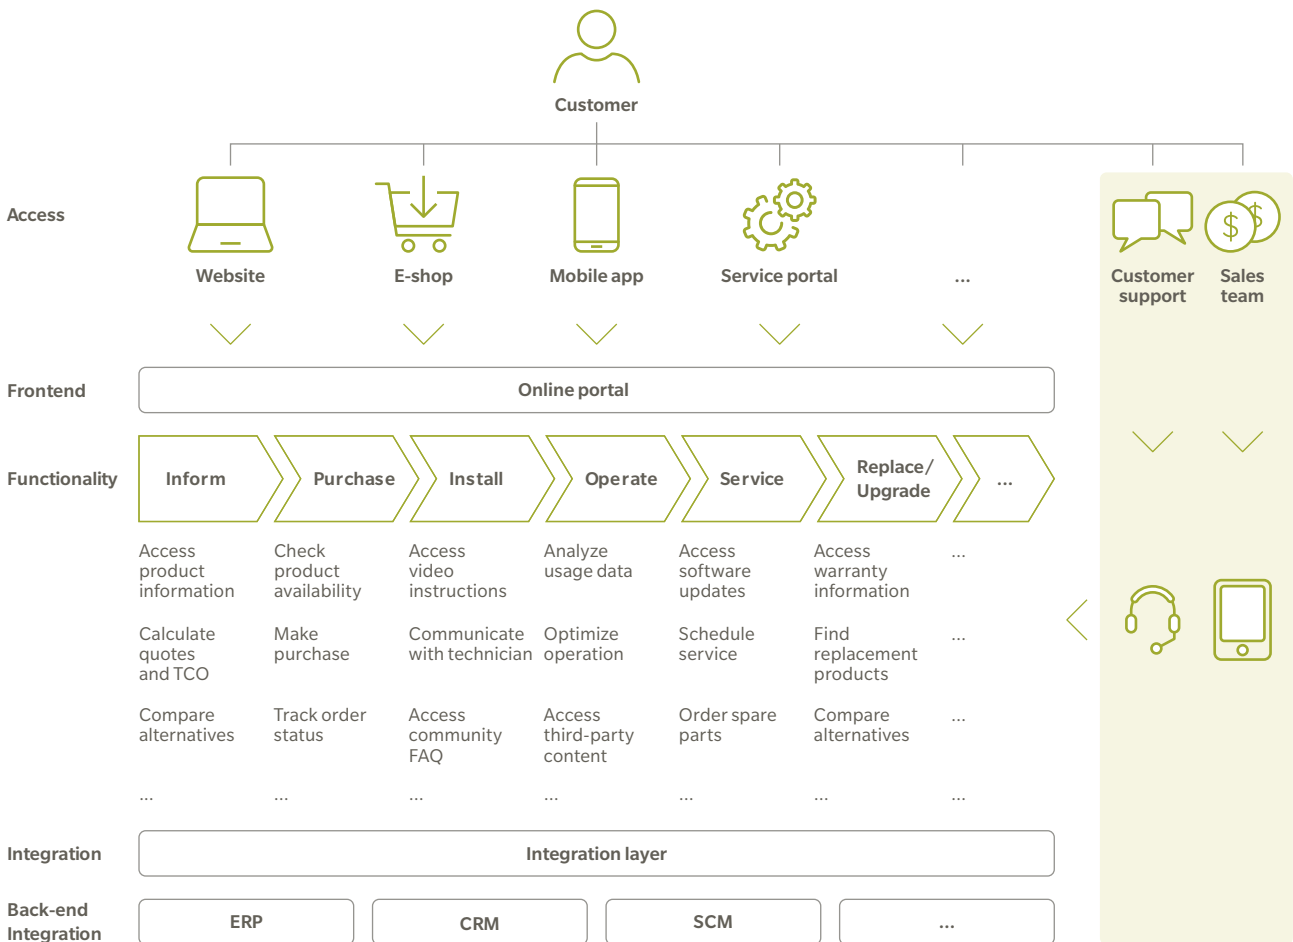 Customer
Access
Website
E-shop
Mobile app
Service portal
...
Customer
support
Sales
team
Frontend
Online portal
Functionality
Inform
Purchase
Install
Operate
Service
Replace/
Upgrade
...
Access
product
information
Check
product
availability
Access
video
instructions
Analyze
usage data
Access
software
updates
Access
warranty
information
...
Calculate
quotes
and TCO
Make
purchase
Communicate
with technician
Optimize
operation
Schedule
service
Find
replacement
products
...
Compare
alternatives
Track order
status
Access
community
FAQ
Access
third-party
content
Order spare
parts
Compare
alternatives
...
...
...
...
...
...
...
...
Integration
Integration layer
Back-end
Integration
ERP
CRM
SCM
...
$
$